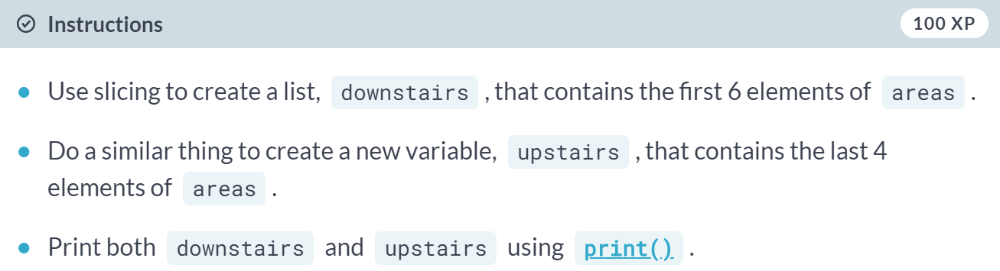 Instructions 100 XP
Use slicing to create a list, downstairs , that contains the first 6 elements of areas .
Do a similar thing to create a new variable, upstairs , that contains the last 4
elements of areas .
Print both downstairs and upstairs using print() .